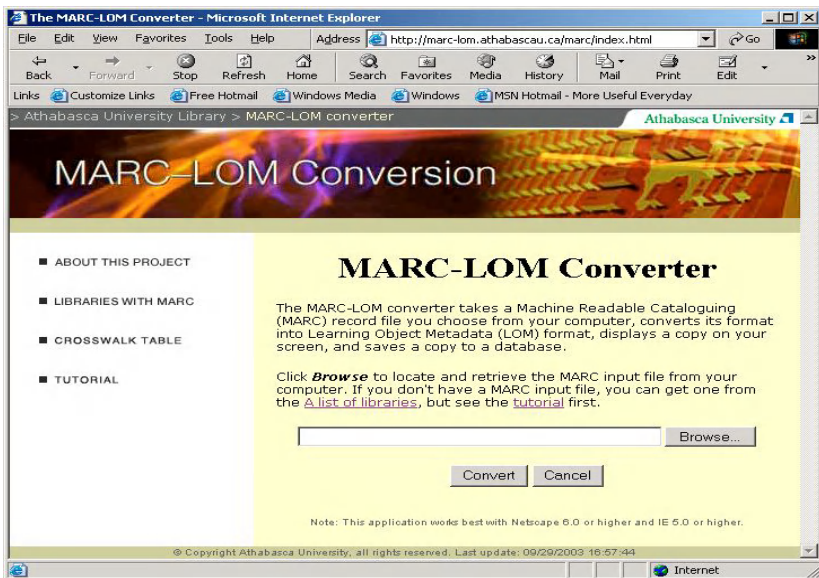 The MARC-LOM Converter - Microsoft Internet Explorer
File Edit View Favorites Tools Help Address http://marc-lom.athabascau.ca/marc/index.html Go
Back Forward Stop Refresh Home Search Favorites Media History Mail Print Edit »
Links Customize Links Free Hotmail Windows Media Windows MSN Hotmail - More Useful Everyday
> Athabasca University Library > MARC-LOM converter Athabasca University
MARC-LOM Conversion
ABOUT THIS PROJECT
LIBRARIES WITH MARC
CROSSWALK TABLE
TUTORIAL
MARC-LOM Converter
The MARC-LOM converter takes a Machine Readable Cataloguing
(MARC) record file you choose from your computer, converts its format
into Learning Object Metadata (LOM) format, displays a copy on your
screen, and saves a copy to a database.
Click Browse to locate and retrieve the MARC input file from your
computer. If you don't have a MARC input file, you can get one from
the A list of libraries, but see the tutorial first.
Browse...
Convert Cancel
Note: This application works best with Netscape 6.0 or higher and IE 5.0 or higher.
© Copyright Athabasca University, all rights reserved. Last update: 09/29/2003 16:57:44
Internet